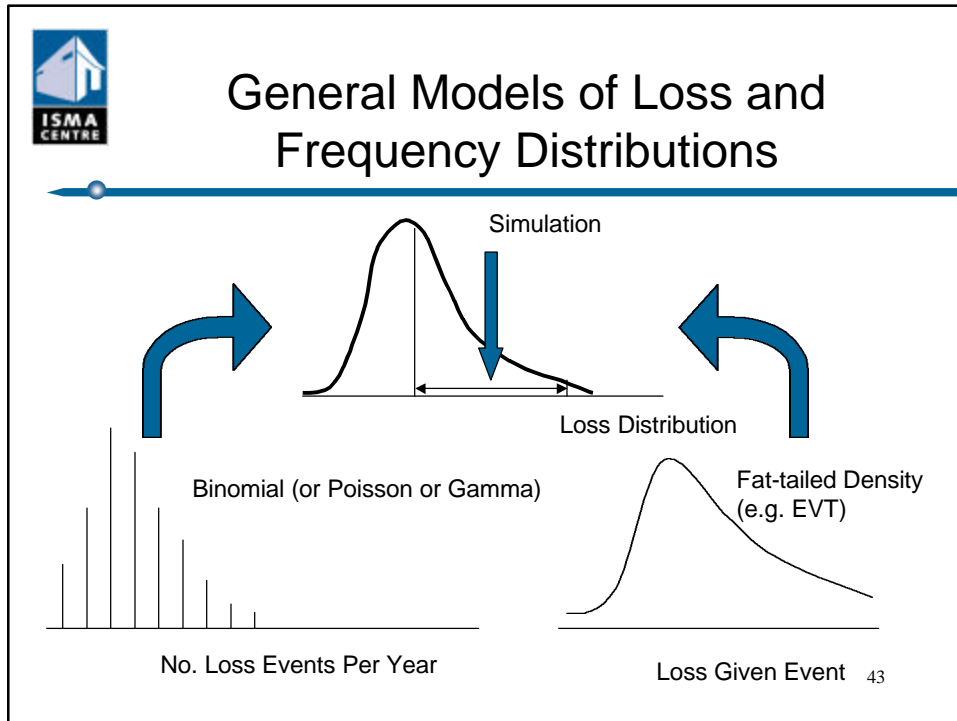 ISMA
CENTRE
General Models of Loss and
Frequency Distributions
Simulation
Loss Distribution
Binomial (or Poisson or Gamma)
Fat-tailed Density
(e.g. EVT)
No. Loss Events Per Year
Loss Given Event
43